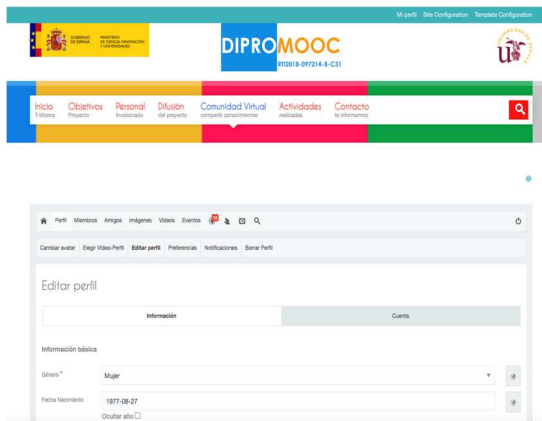 Mi perfil Site Configuration Template Configuration
GOBIERNO DE ESPAÑA MINISTERIO DE CIENCIA, INNOVACIÓN Y UNIVERSIDADES
DIPROMOOC
RTI2018-097214-B-C31
Inicio Objetivos Personal Difusión Comunidad Virtual Actividades Contacto
T-Moocs Proyecto Involucrado del proyecto compartir conocimientos realizadas te informamos
Perfil Miembros Amigos Imágenes Vídeos Eventos
Cambiar avatar Elegir Vídeo-Perfil Editar perfil Preferencias Notificaciones Borrar Perfil
Editar perfil
Información Cuenta
Información básica
Género * Mujer
Fecha Nacimiento 1977-08-27
Ocultar año